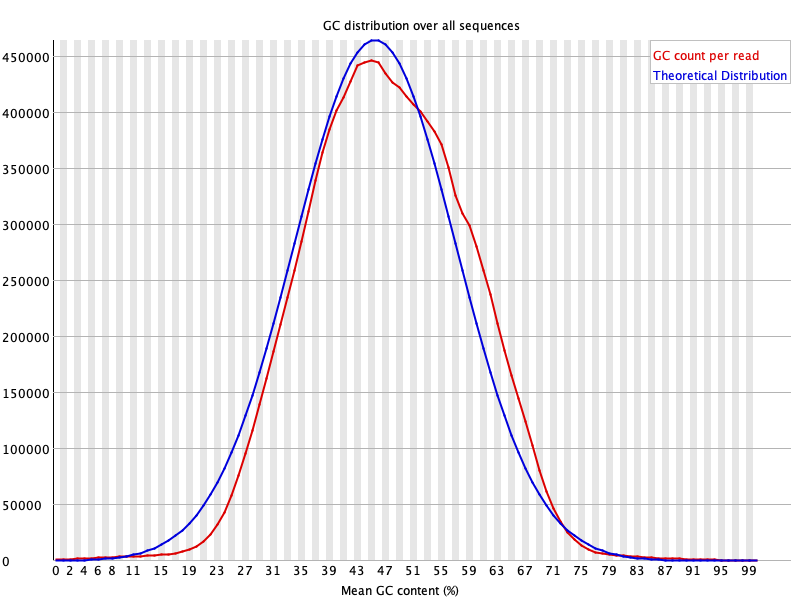 GC distribution over all sequences
GC count per read
Theoretical Distribution
450000
400000
350000
300000
250000
200000
150000
100000
50000
0
0 2 4 6 8 11 15 19 23 27 31 35 39 43 47 51 55 59 63 67 71 75 79 83 87 91 95 99
Mean GC content (%)